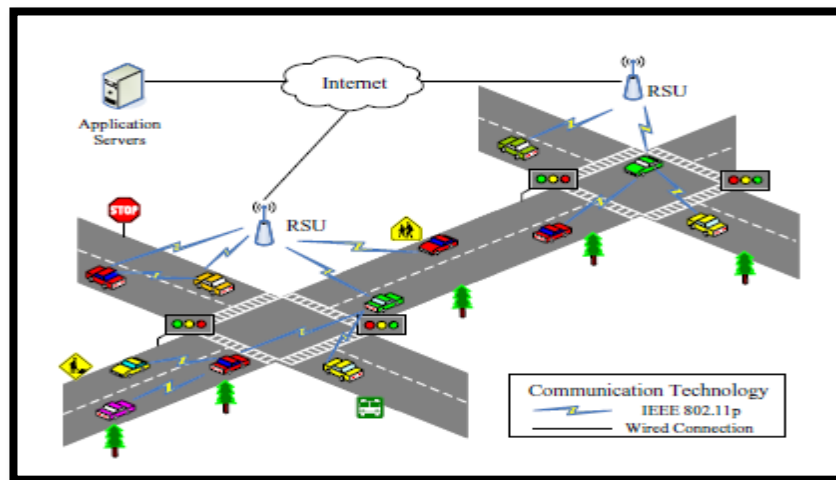 Internet
RSU
Application
Servers
STOP
RSU
Communication Technology
IEEE 802.11p
Wired Connection